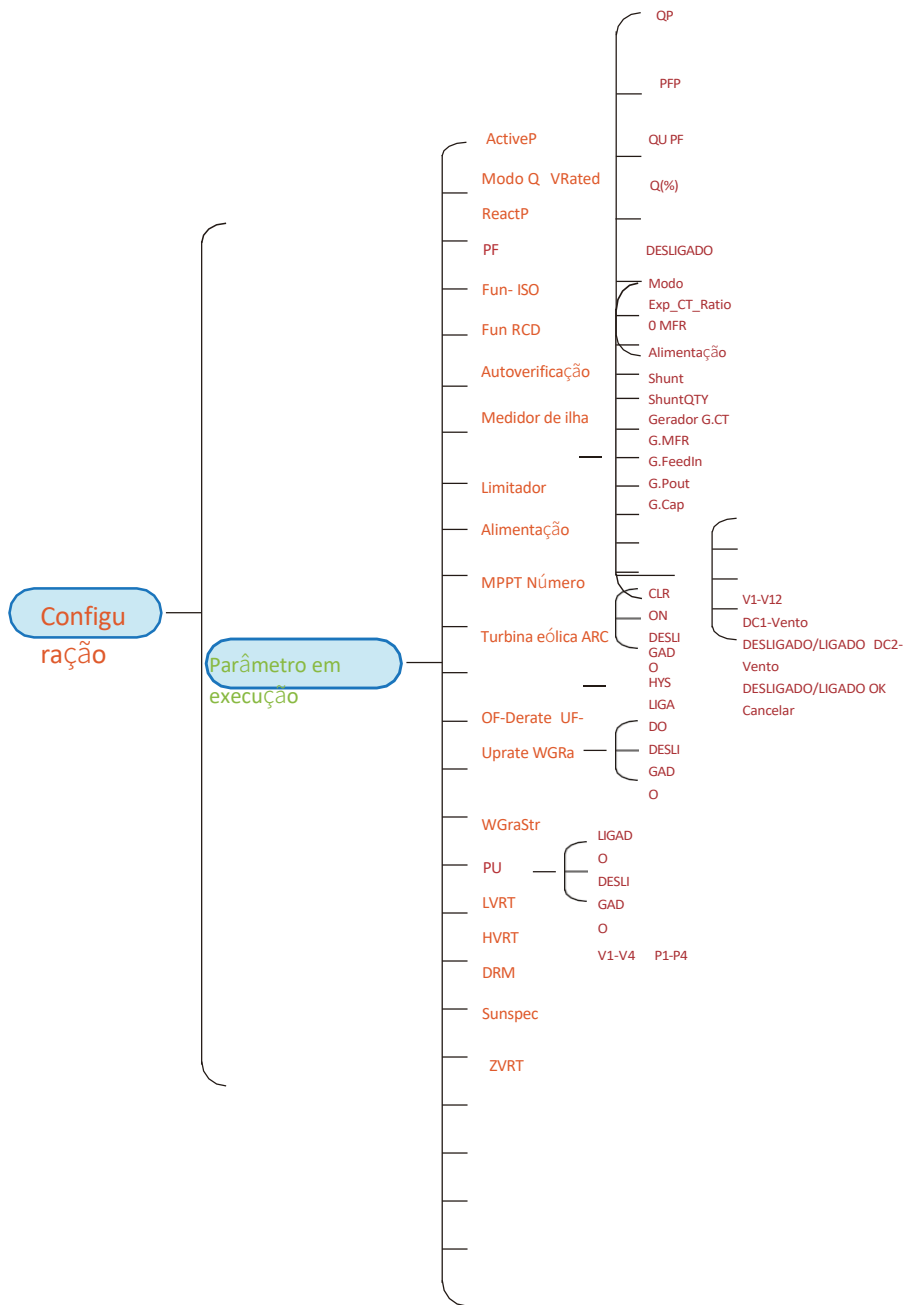 Configu
ração
Parâmetro em
execução
ActiveP
Modo Q VRated
ReactP
PF
Fun- ISO
Fun RCD
Autoverificação
Medidor de ilha
Limitador
Alimentação
MPPT Número
Turbina eólica ARC
OF-Derate UF-
Uprate WGRa
WGraStr
PU
LVRT
HVRT
DRM
Sunspec
ZVRT
QP
PFP
QU PF
Q(%)
DESLIGADO
Modo
Exp_CT_Ratio
0 MFR
Alimentação
Shunt
ShuntQTY
Gerador G.CT
G.MFR
G.FeedIn
G.Pout
G.Cap
CLR
ON
DESLI
GAD
O
HYS
LIGA
DO
DESLI
GAD
O
LIGAD
O
DESLI
GAD
O
V1-V4 P1-P4
V1-V12
DC1-Vento
DESLIGADO/LIGADO DC2-
Vento
DESLIGADO/LIGADO OK
Cancelar